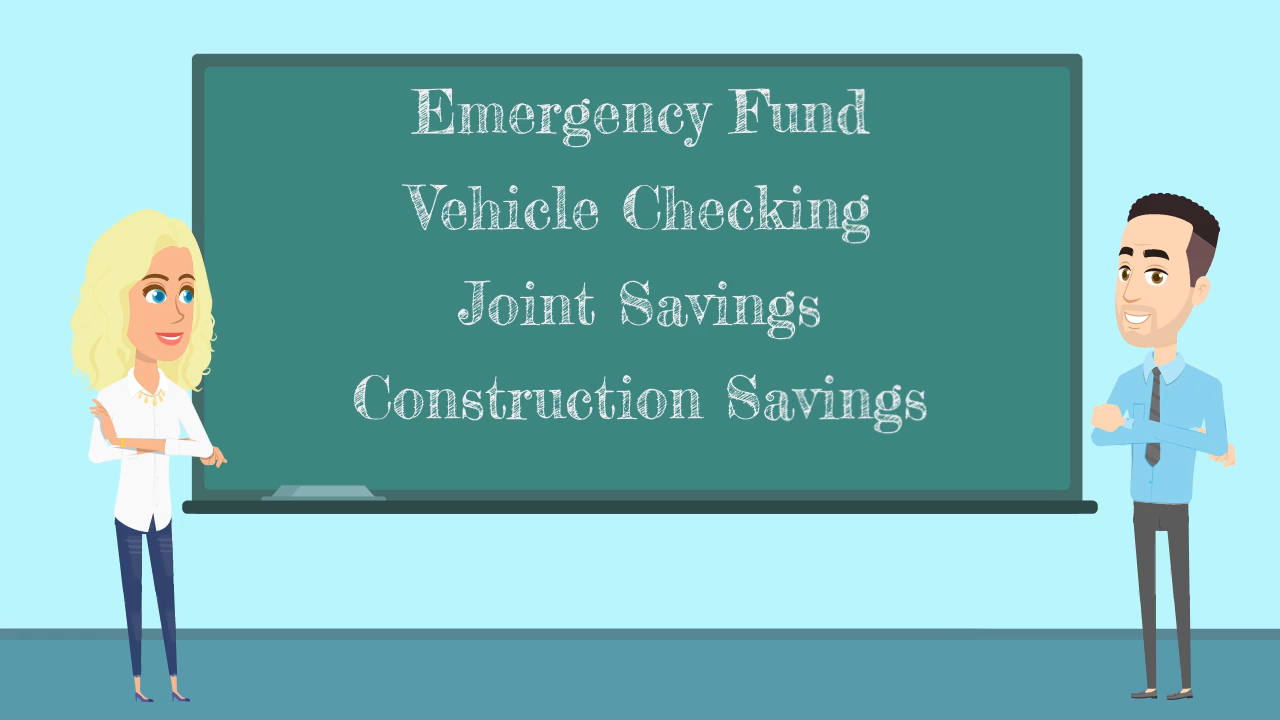 Emergency Fund
Vehicle Checking
Joint Savings
Construction Savings